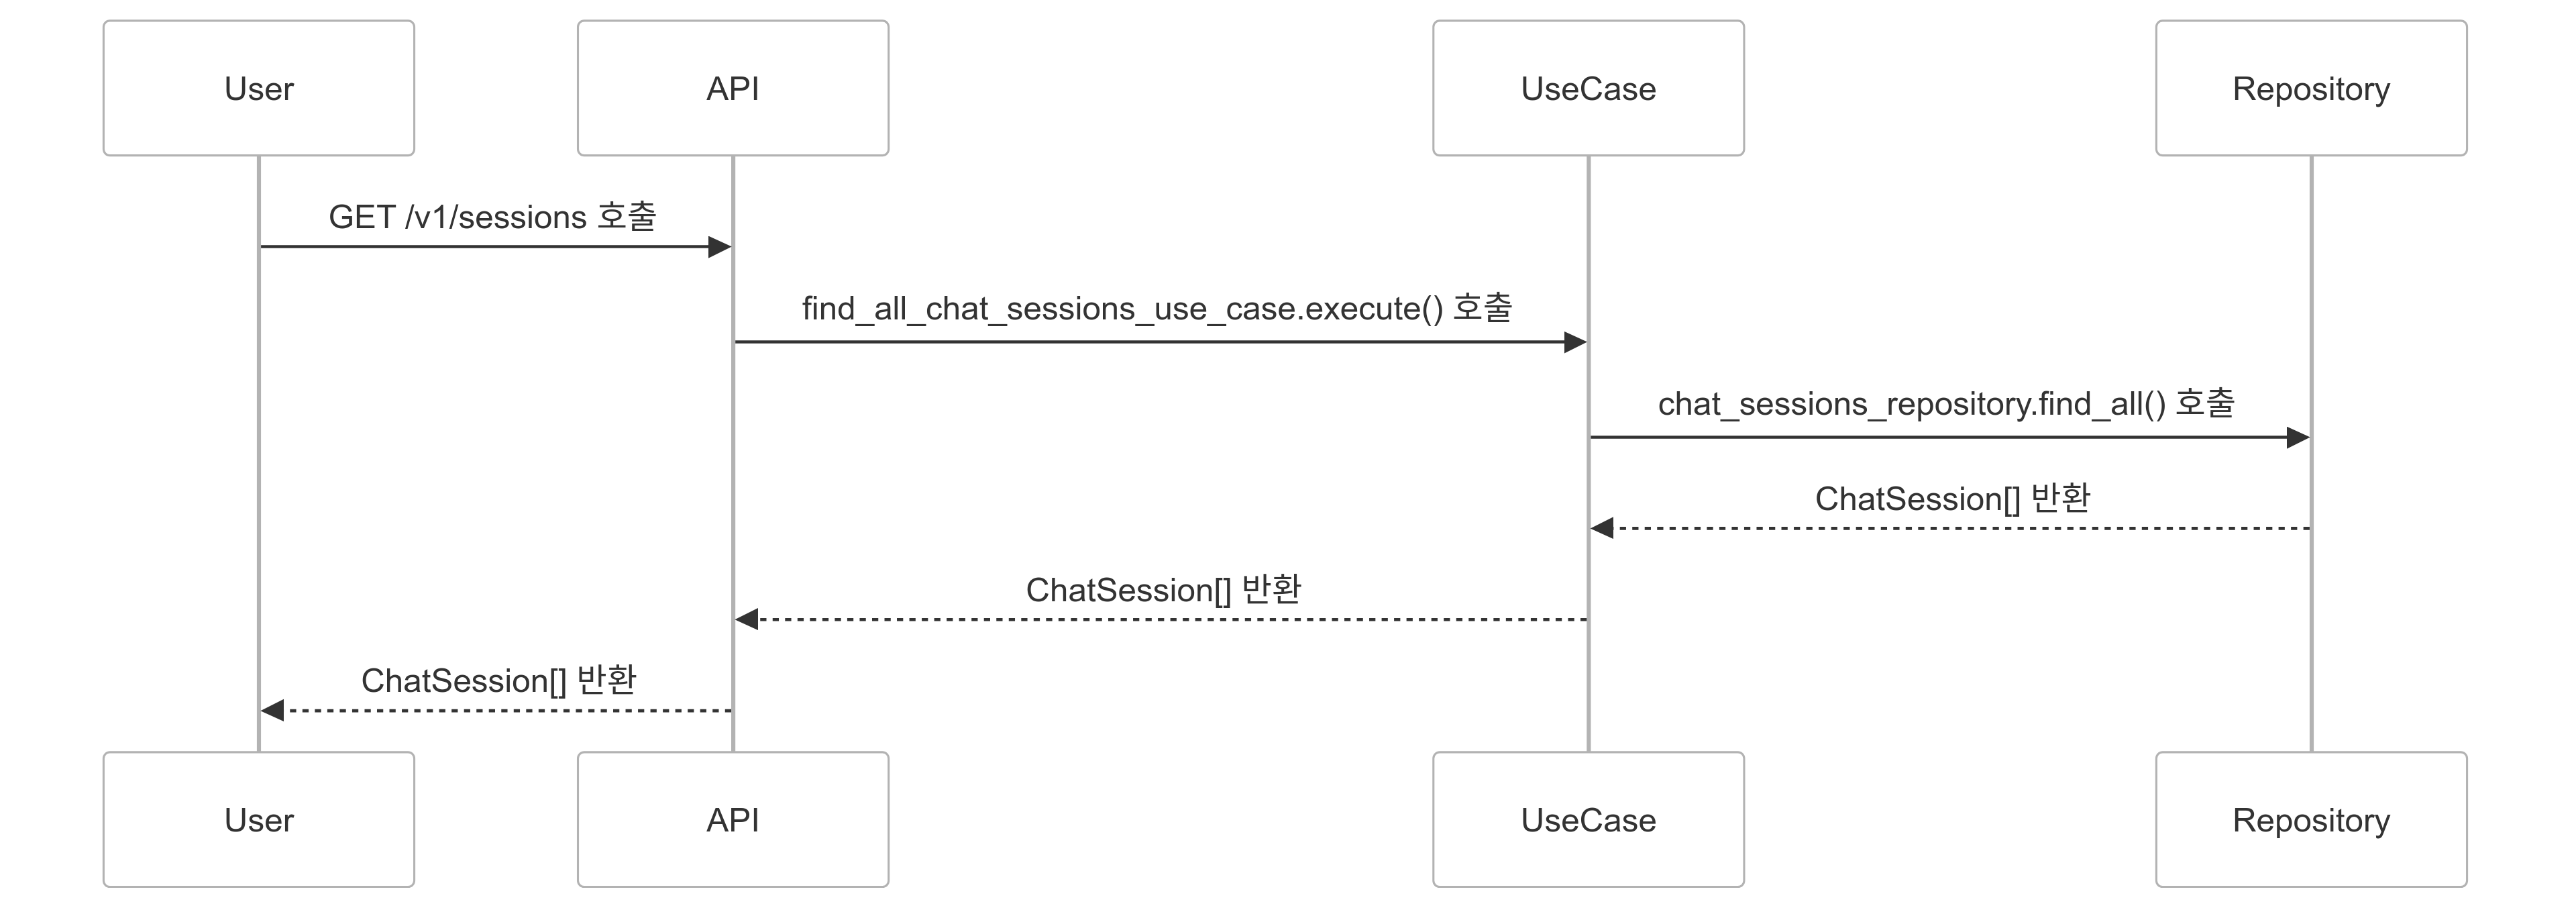 User
API
UseCase
Repository
GET /v1/sessions 호출
find_all_chat_sessions_use_case.execute() 호출
chat_sessions_repository.find_all() 호출
ChatSession[] 반환
ChatSession[] 반환
ChatSession[] 반환
User
API
UseCase
Repository